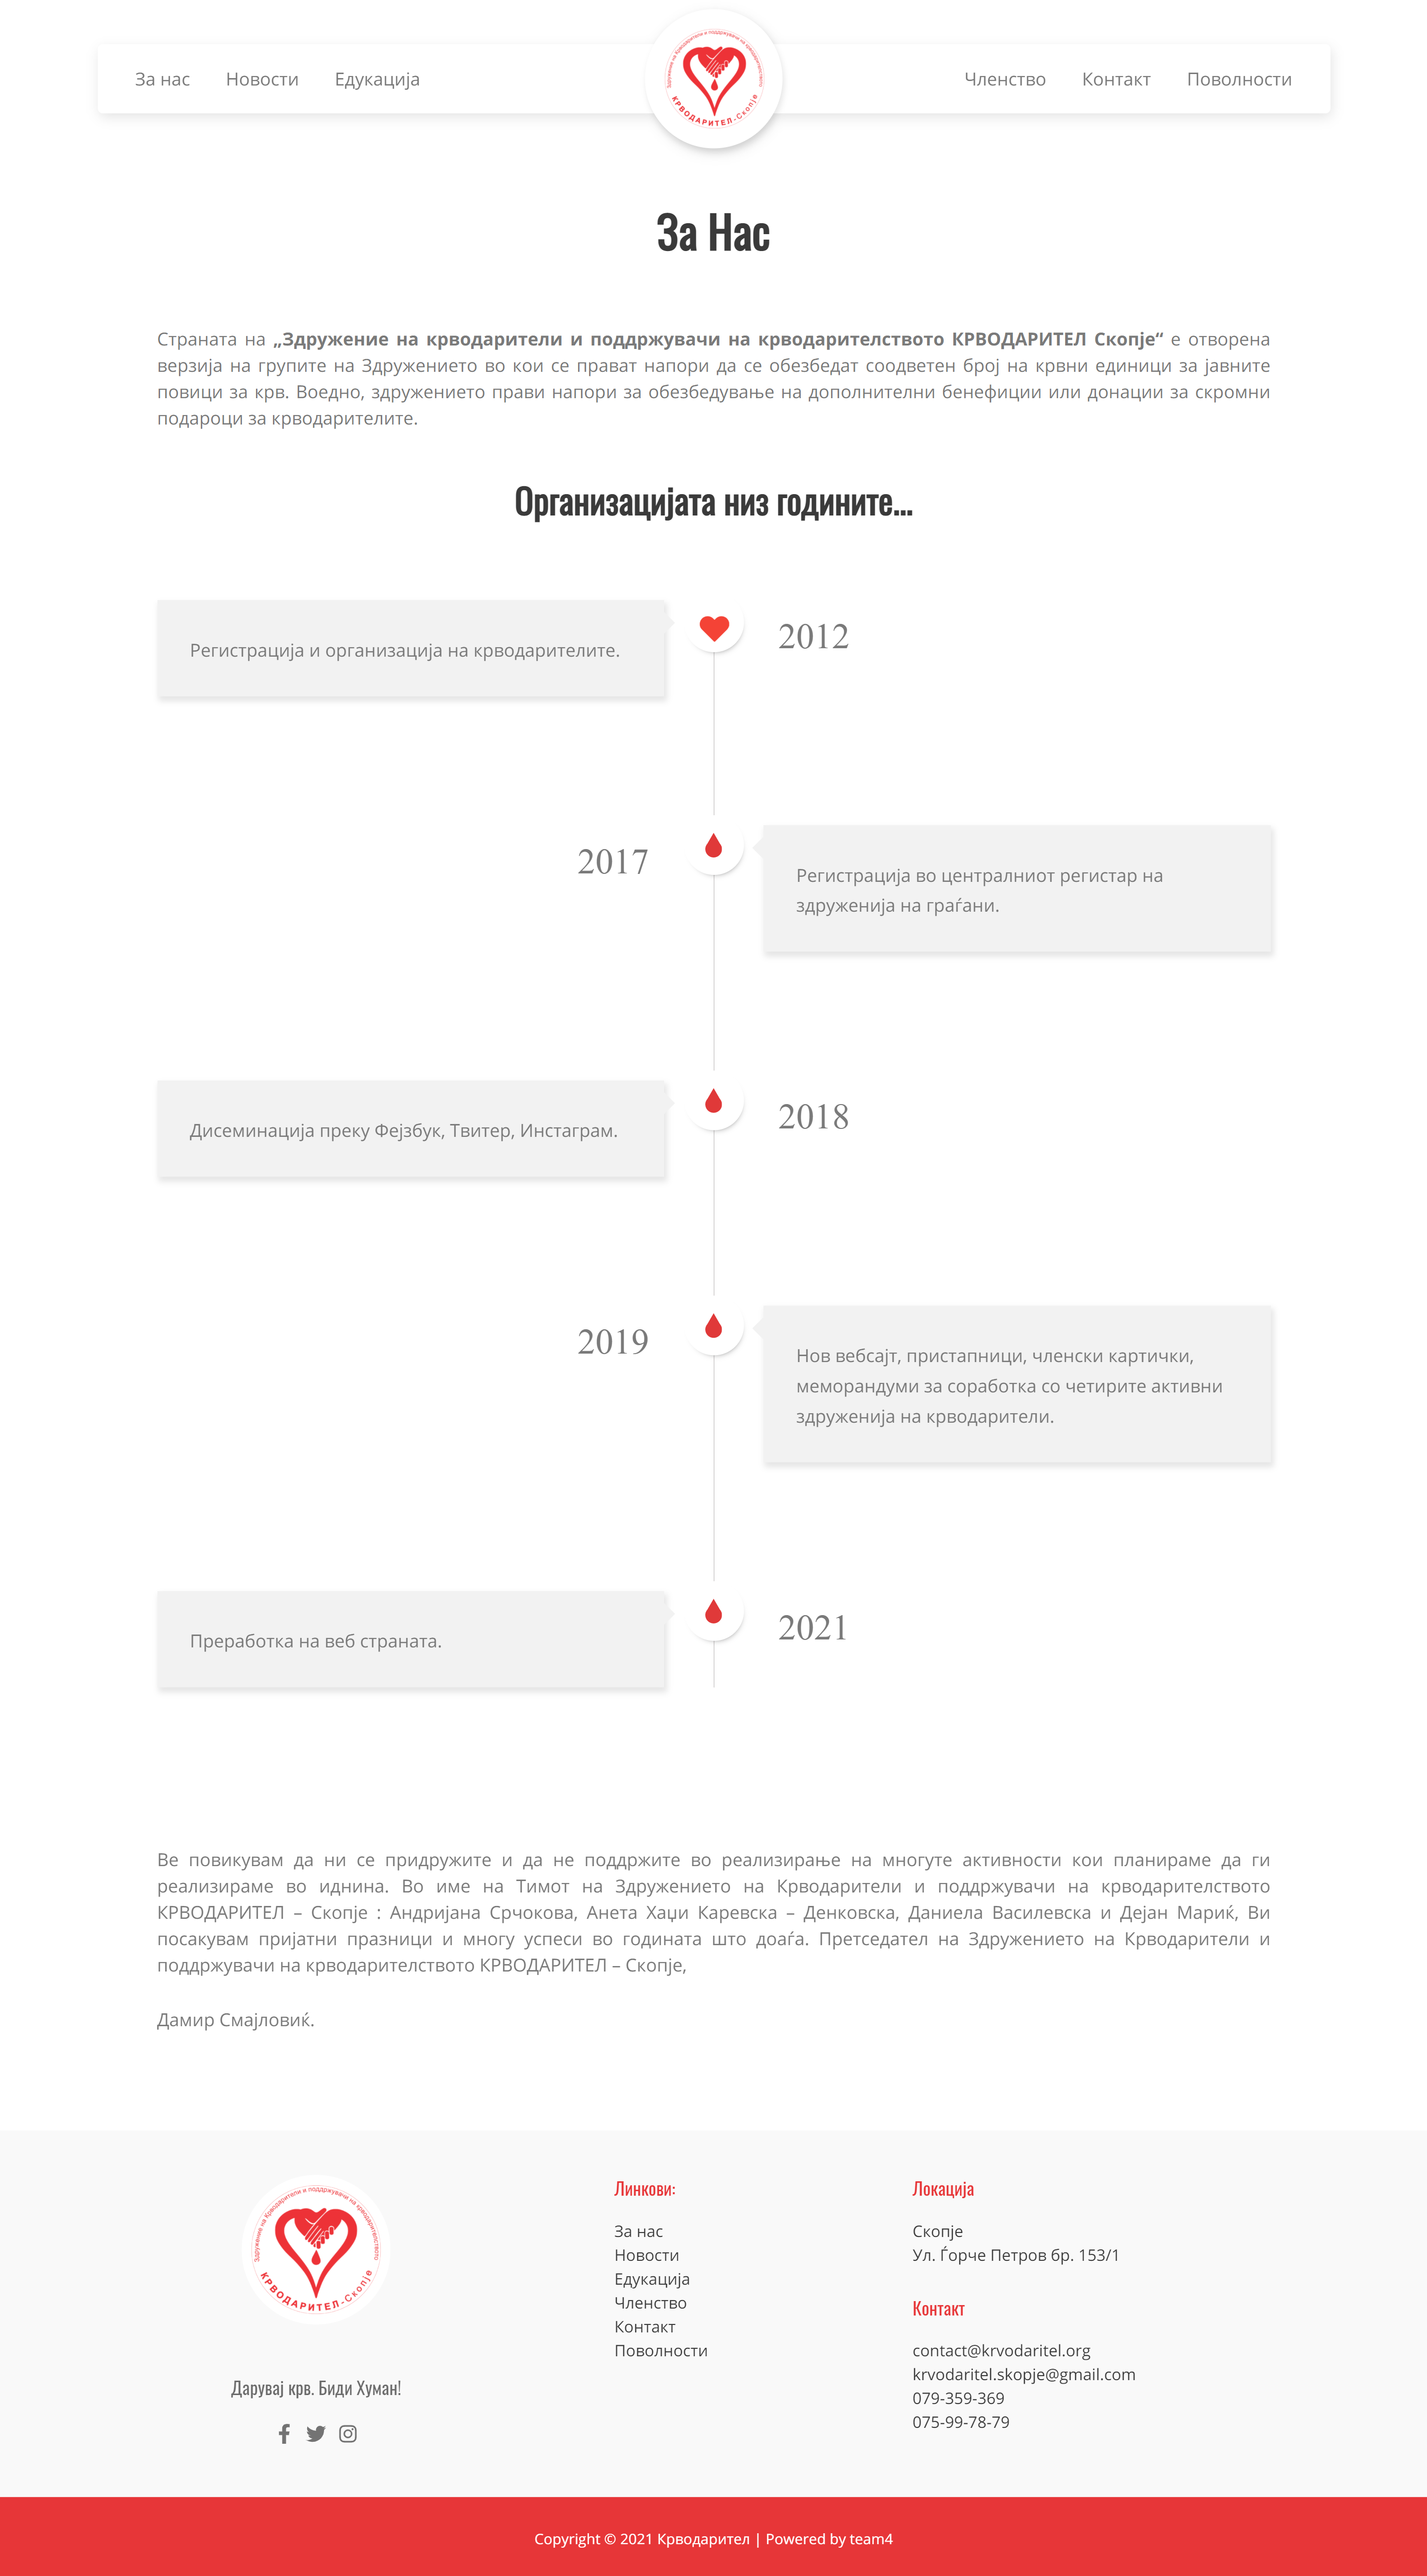 За нас Новости Едукација
Здружение на Крводарители и поддржувачи на крводарителството
КРВОДАРИТЕЛ-Скопје
Членство Контакт Поволности
За Нас
Страната на „Здружение на крводарители и поддржувачи на крводарителството КРВОДАРИТЕЛ Скопје“ е отворена
верзија на групите на Здружението во кои се прават напори да се обезбедат соодветен број на крвни единици за јавните
повици за крв. Воедно, здружението прави напори за обезбедување на дополнителни бенефиции или донации за скромни
подароци за крводарителите.
Организацијата низ годините...
Регистрација и организација на крводарителите.
2012
2017
Регистрација во централниот регистар на
здруженија на граѓани.
Дисеминација преку Фејзбук, Твитер, Инстаграм.
2018
2019
Нов вебсајт, пристапници, членски картички,
меморандуми за соработка со четирите активни
здруженија на крводарители.
Преработка на веб страната.
2021
Ве повикувам да ни се придружите и да не поддржите во реализирање на многуте активности кои планираме да ги
реализираме во иднина. Во име на Тимот на Здружението на Крводарители и поддржувачи на крводарителството
КРВОДАРИТЕЛ – Скопје : Андријана Срчокова, Анета Хаџи Каревска – Денковска, Даниела Василевска и Дејан Мариќ, Ви
посакувам пријатни празници и многу успеси во годината што доаѓа. Претседател на Здружението на Крводарители и
поддржувачи на крводарителството КРВОДАРИТЕЛ – Скопје,
Дамир Смајловиќ.
Здружение на Крводарители и поддржувачи на крводарителството
КРВОДАРИТЕЛ-Скопје
Дарувај крв. Биди Хуман!
Линкови:
За нас
Новости
Едукација
Членство
Контакт
Поволности
Локација
Скопје
Ул. Ѓорче Петров бр. 153/1
Контакт
contact@krvodaritel.org
krvodaritel.skopje@gmail.com
079-359-369
075-99-78-79
Copyright © 2021 Крводарител | Powered by team4